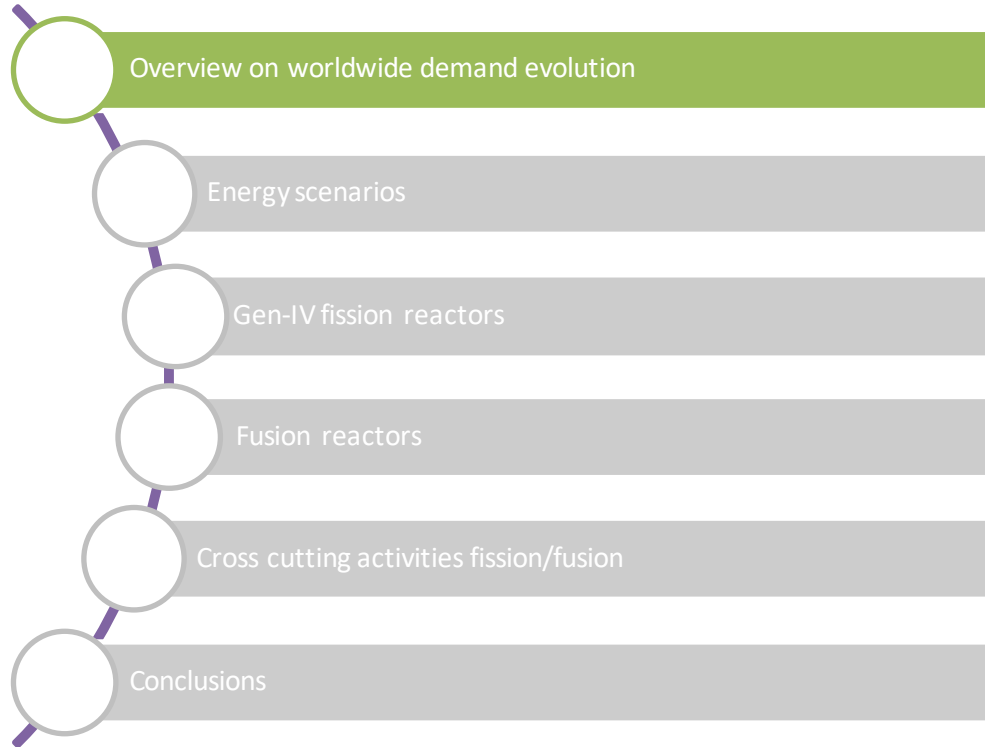 Overview on worldwide demand evolution
Energy scenarios
Gen-IV fission reactors
Fusion reactors
Cross cutting activities fission/fusion
Conclusions